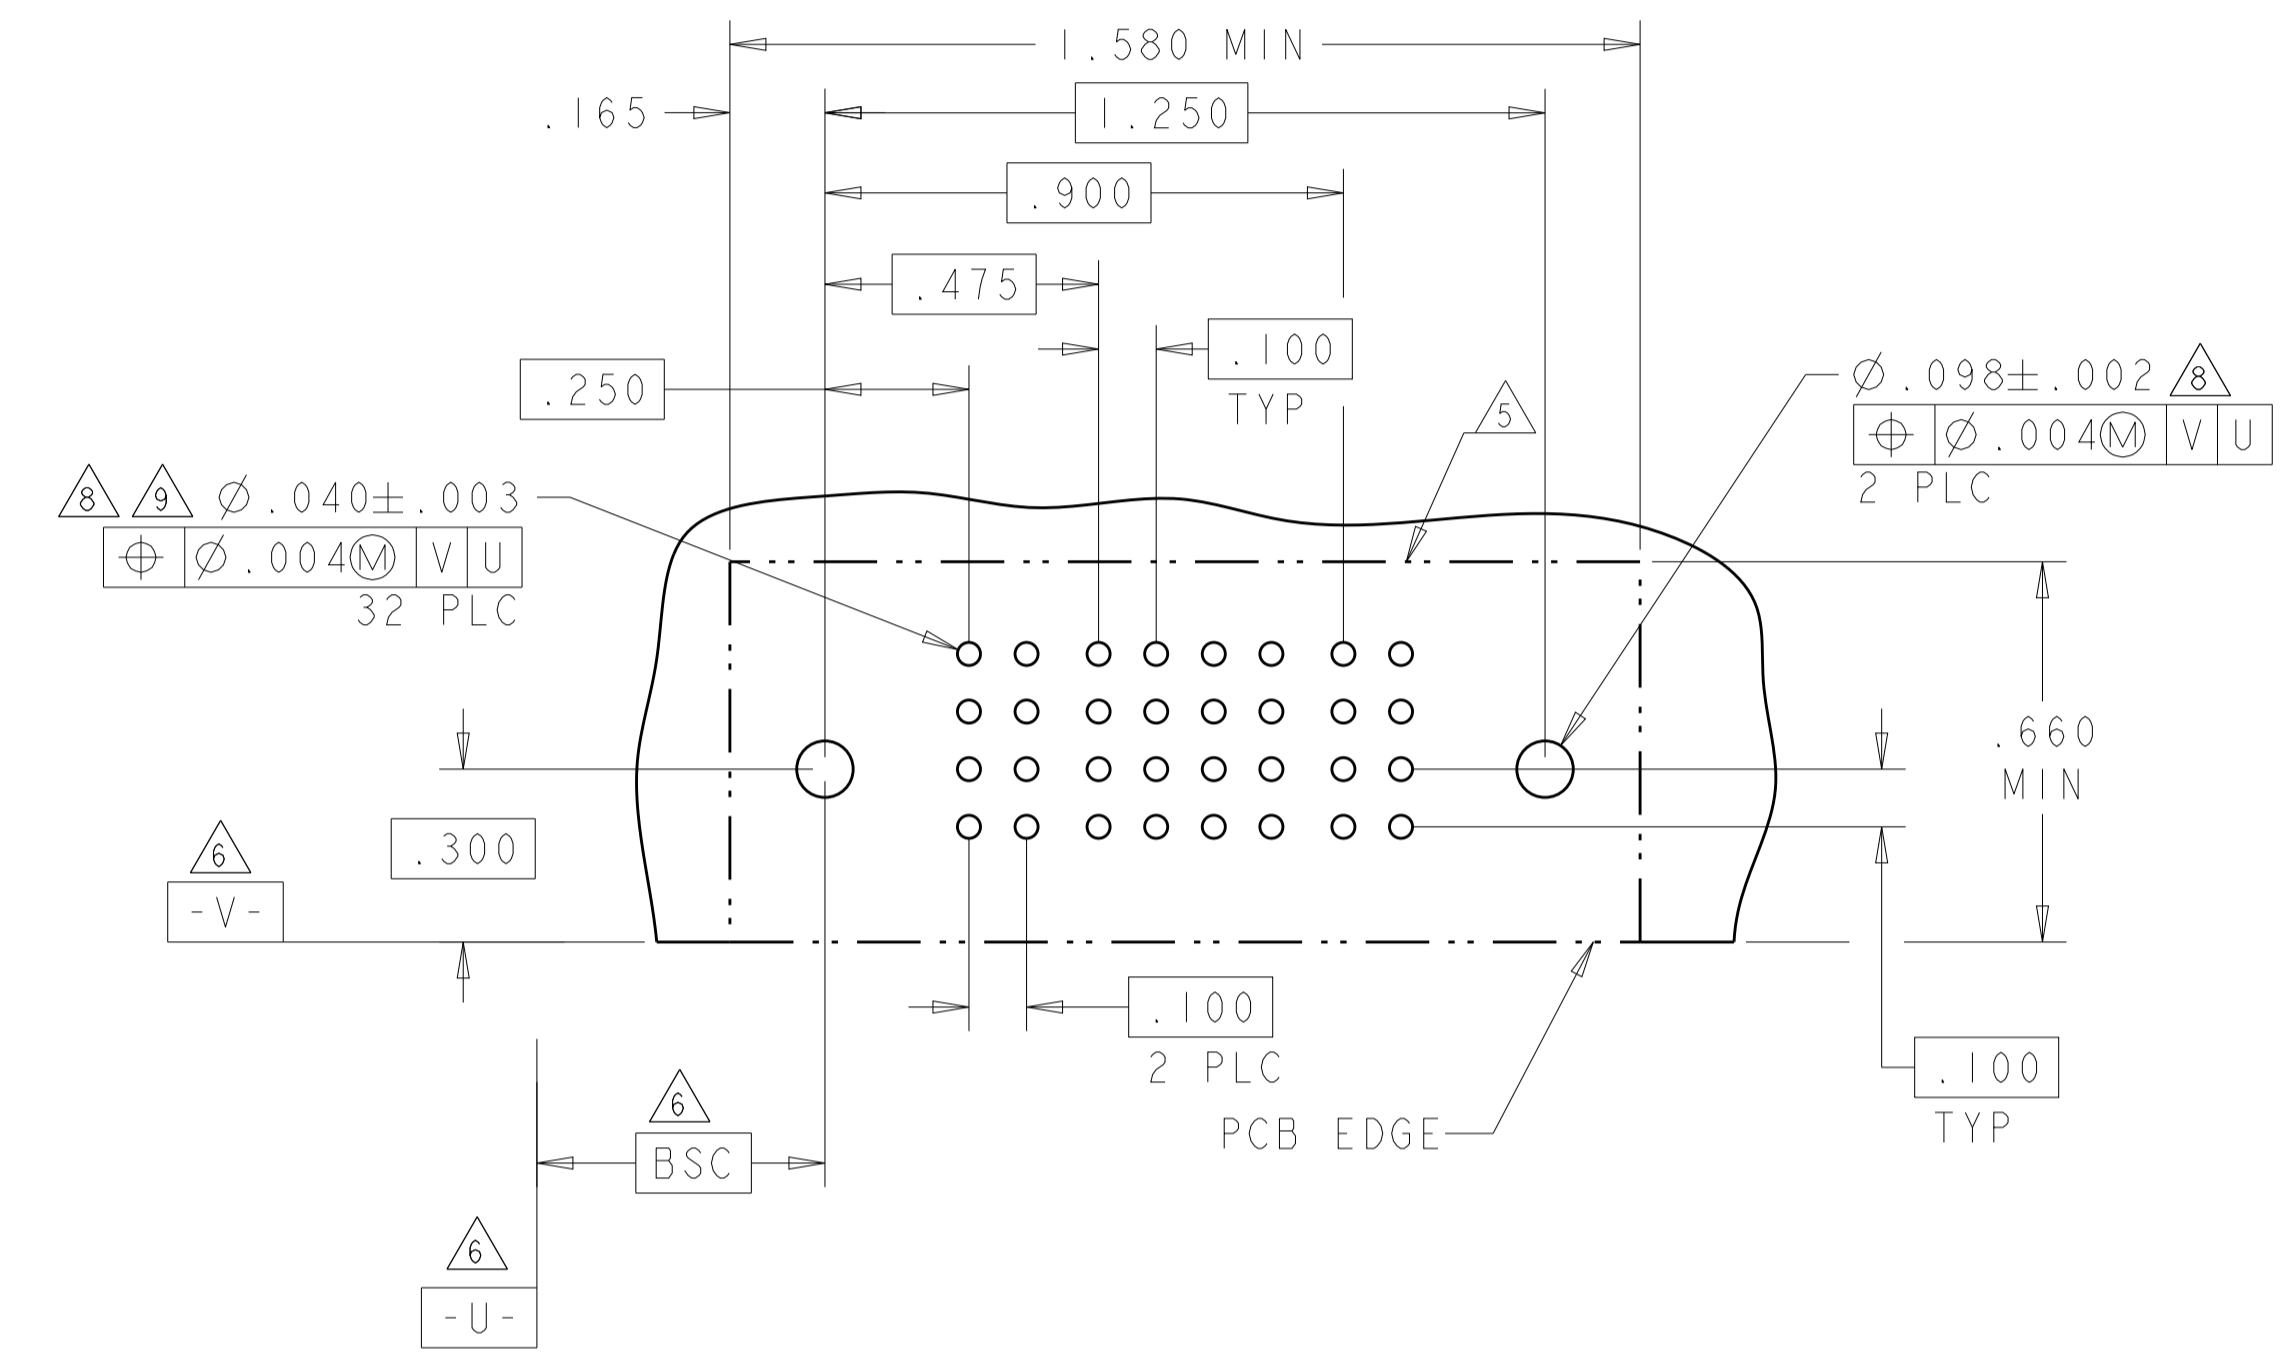 1.580 MIN
.165
1.250
.900
.475
.100
TYP
.250
5
⌀.098±.002 8
⌖ ⌀.004Ⓜ V U
2 PLC
8 9 ⌀.040±.003
⌖ ⌀.004Ⓜ V U
32 PLC
.660
MIN
.300
6
-V-
.100
2 PLC
.100
TYP
6
BSC
PCB EDGE
6
-U-